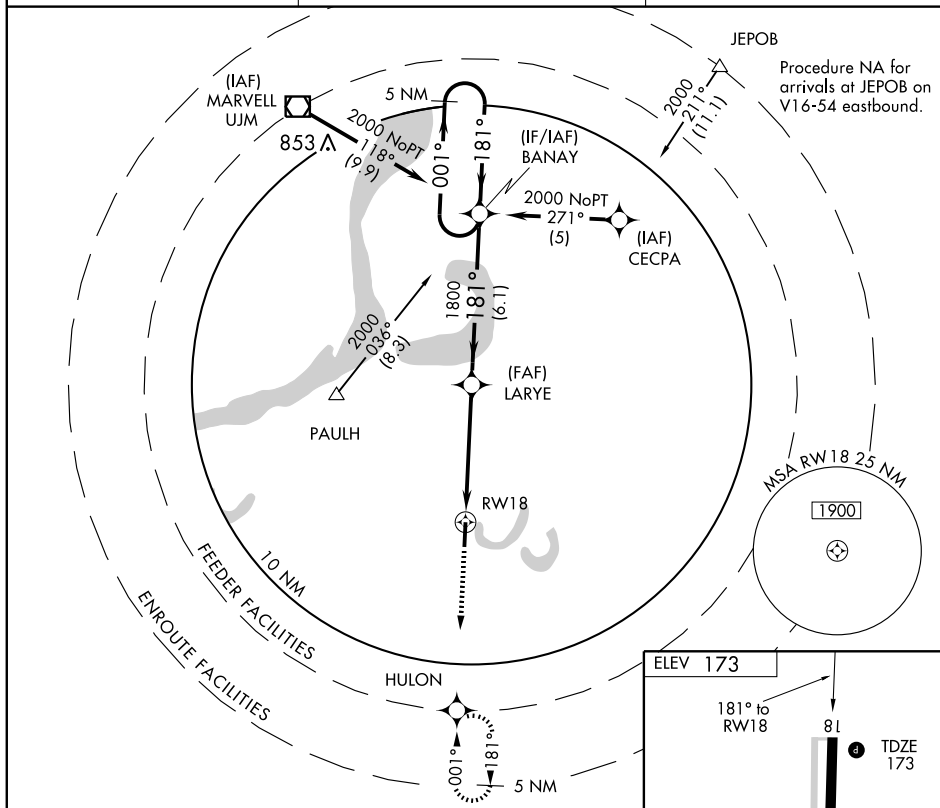 JEPOB
Procedure NA for
arrivals at JEPOB on
V16-54 eastbound.
2000
211°
(11.1)
(IAF)
MARVELL
UJM
853
2000 NoPT
118°
(9.9)
5 NM
001°
181°
(IF/IAF)
BANAY
2000 NoPT
271°
(5)
(IAF)
CECPA
1800
181°
(6.1)
2000
036°
(8.3)
PAULH
(FAF)
LARYE
RW18
MSA RW18 25 NM
1900
10 NM
FEEDER FACILITIES
ENROUTE FACILITIES
HULON
001°
181°
5 NM
ELEV 173
181° to
RW18
18
P
TDZE
173